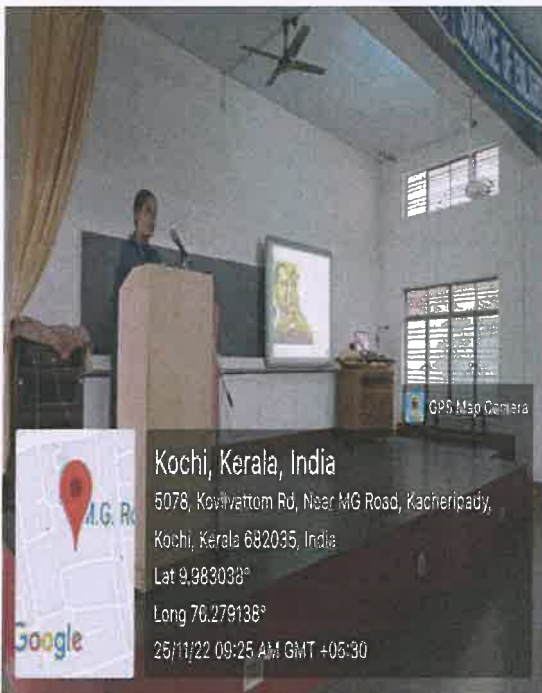 GPS Map Camera
Kochi, Kerala, India
5078, Kovilvattom Rd, Near MG Road, Kacheripady,
Kochi, Kerala 682035, India
Lat 9.983038°
Long 76.279138°
25/11/22 09:25 AM GMT +05:30
M.G. Ro
Google